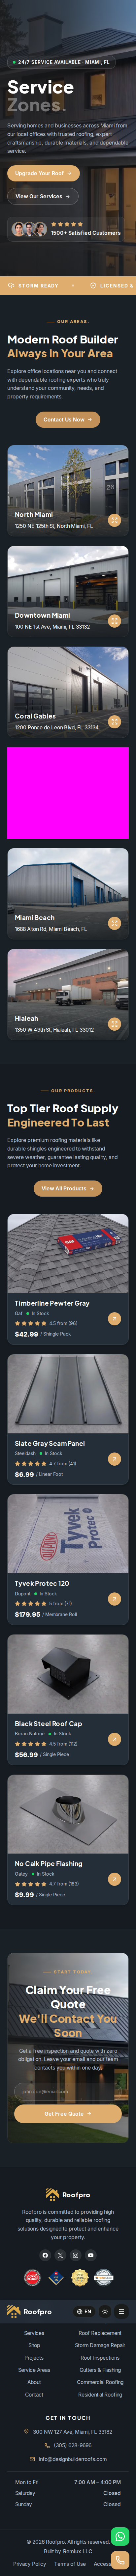 24/7 SERVICE AVAILABLE · MIAMI, FL
Service
Zones.
Serving homes and businesses across Miami from
our local offices with trusted roofing, expert
craftsmanship, durable materials, and dependable
service.
Upgrade Your Roof
View Our Services
1500+ Satisfied Customers
STORM READY
LICENSED &
OUR AREAS.
Modern Roof Builder
Always In Your Area
Explore office locations near you and connect
with dependable roofing experts who truly
understand local homes, weather, community
needs, and property requirements.
Contact Us Now
North Miami
1250 NE 125th St, North Miami, FL
Downtown Miami
100 NE 1st Ave, Miami, FL 33132
Coral Gables
1200 Ponce de Leon Blvd, FL 33134
Miami Beach
1688 Alton Rd, Miami Beach, FL
Hialeah
1350 W 49th St, Hialeah, FL 33012
OUR PRODUCTS.
Top Tier Roof Supply
Engineered To Last
Explore premium roofing materials like
durable shingles engineered to withstand
severe weather, guaranteeing lasting quality, and
protect your home investment.
View All Products
Timberline Pewter Gray
Gaf
In Stock
4.5 from (96)
$42.99 / Shingle Pack
Slate Gray Seam Panel
Steeldash
In Stock
4.7 from (41)
$6.99 / Linear Foot
Tyvek Protec 120
Dupont
In Stock
5 from (71)
$179.95 / Membrane Roll
Black Steel Roof Cap
Broan Nutone
In Stock
4.5 from (112)
$56.99 / Single Piece
No Calk Pipe Flashing
Oatey
In Stock
4.7 from (183)
$9.99 / Single Piece
START TODAY
Claim Your Free
Quote
We'll Contact You
Soon
Get a free inspection and quote with zero
obligation. Leave your email and our team
contacts you within one day.
Get Free Quote
Roofpro
Roofpro is committed to providing high
quality, durable and reliable roofing
solutions designed to protect and enhance
your property.
Roofpro
EN
Services
Roof Replacement
Shop
Storm Damage Repair
Portfolio
Roof Inspections
Service Areas
Gutters & Flashing
About
Commercial Roofing
Contact
Residential Roofing
GET IN TOUCH
300 NW 127 Ave, Miami, FL 33182
(305) 628-9696
info@designbuilderroofs.com
Mon to Fri
7:00 AM – 4:00 PM
Saturday
Closed
Sunday
Closed
© 2026 Roofpro. All rights reserved.
Built by Remiux LLC
Privacy Policy
Terms of Use